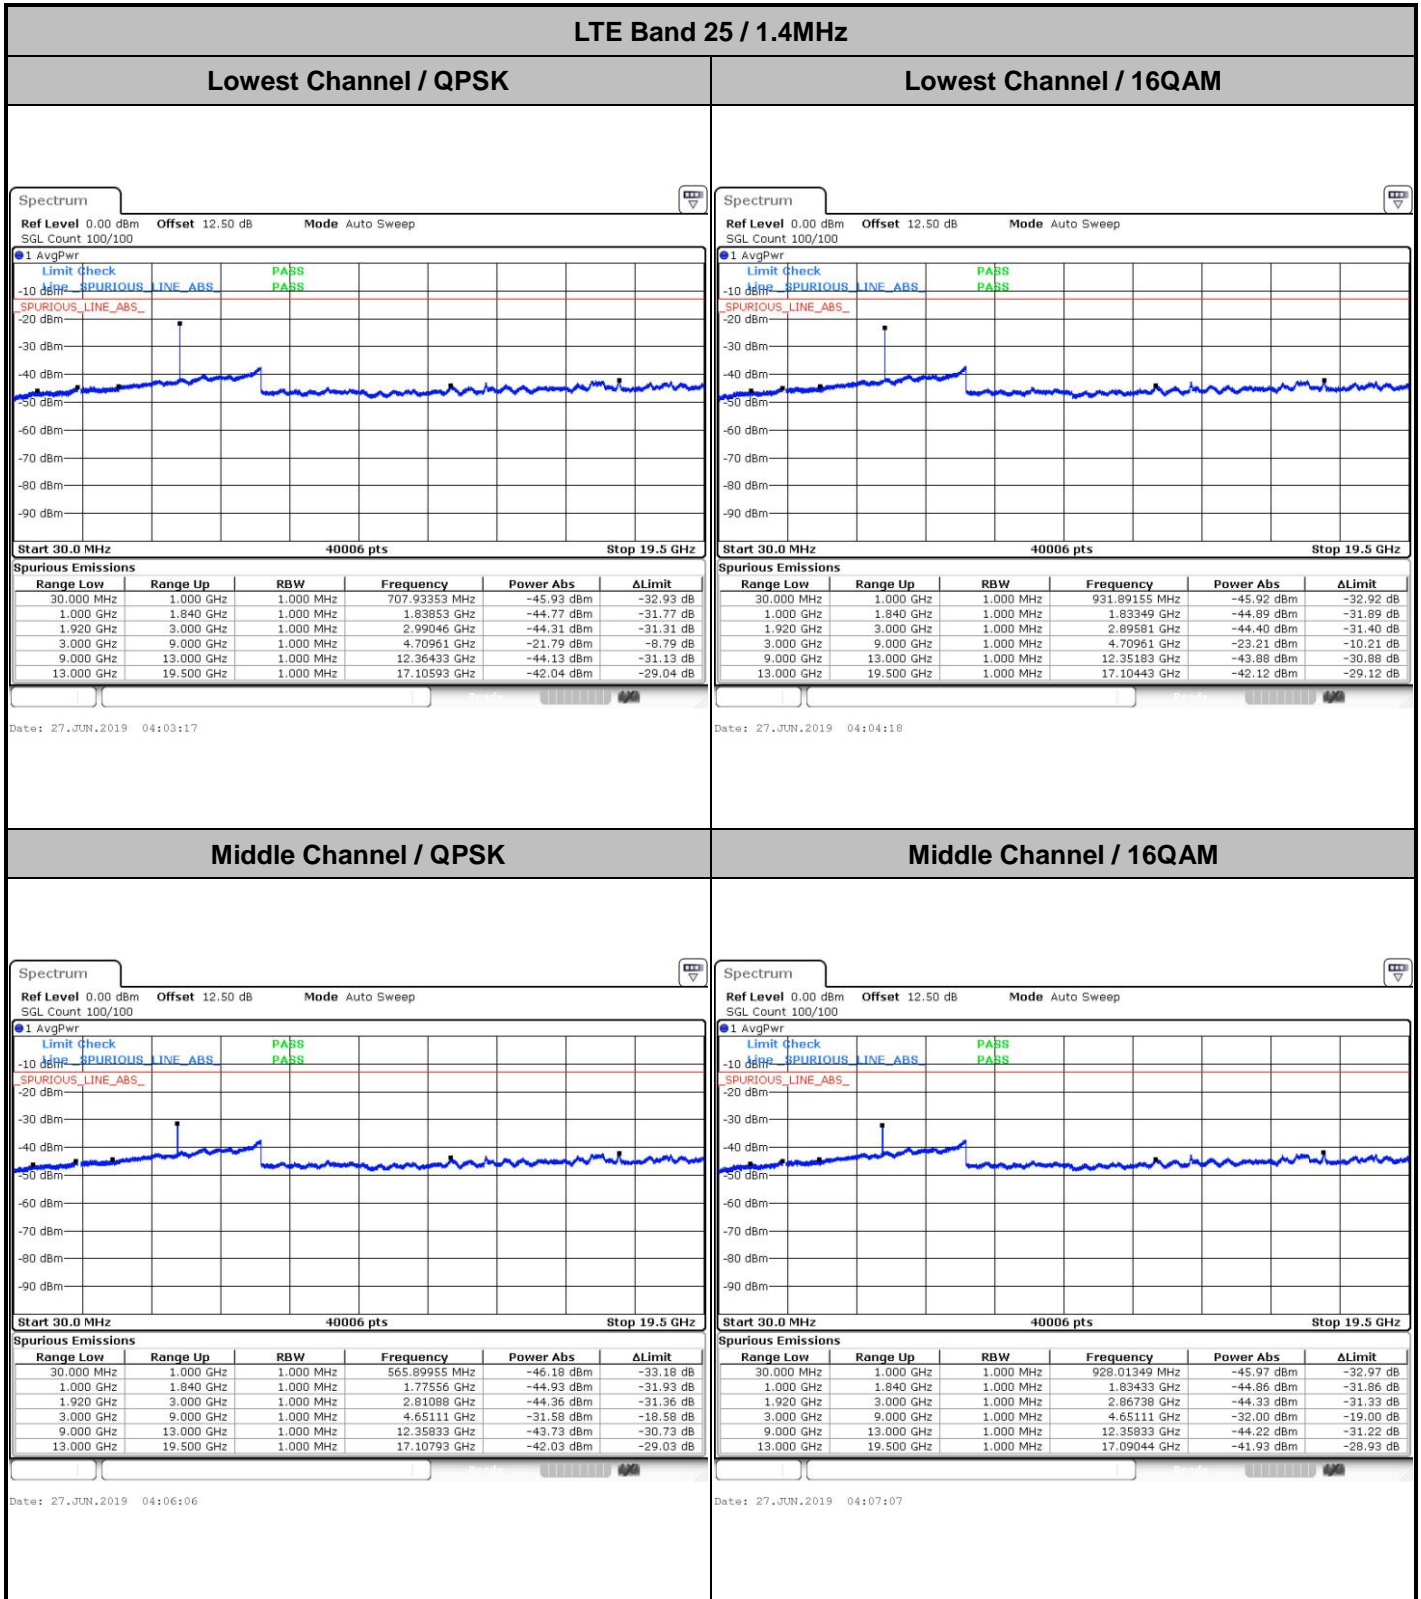 LTE Band 25 / 1.4MHz
Lowest Channel / QPSK
Lowest Channel / 16QAM
Spectrum
Ref Level 0.00 dBm Offset 12.50 dB Mode Auto Sweep
SGL Count 100/100
1 AvgPwr
Limit Check PASS
Line _SPURIOUS_LINE_ABS_ PASS
-10 dBm
_SPURIOUS_LINE_ABS_
-20 dBm
-30 dBm
-40 dBm
-50 dBm
-60 dBm
-70 dBm
-80 dBm
-90 dBm
Start 30.0 MHz 40006 pts Stop 19.5 GHz
Spurious Emissions
Range Low Range Up RBW Frequency Power Abs ΔLimit
30.000 MHz 1.000 GHz 1.000 MHz 707.93353 MHz -45.93 dBm -32.93 dB
1.000 GHz 1.840 GHz 1.000 MHz 1.83853 GHz -44.77 dBm -31.77 dB
1.920 GHz 3.000 GHz 1.000 MHz 2.99046 GHz -44.31 dBm -31.31 dB
3.000 GHz 9.000 GHz 1.000 MHz 4.70961 GHz -21.79 dBm -8.79 dB
9.000 GHz 13.000 GHz 1.000 MHz 12.36433 GHz -44.13 dBm -31.13 dB
13.000 GHz 19.500 GHz 1.000 MHz 17.10593 GHz -42.04 dBm -29.04 dB
Date: 27.JUN.2019 04:03:17
Spectrum
Ref Level 0.00 dBm Offset 12.50 dB Mode Auto Sweep
SGL Count 100/100
1 AvgPwr
Limit Check PASS
Line _SPURIOUS_LINE_ABS_ PASS
-10 dBm
_SPURIOUS_LINE_ABS_
-20 dBm
-30 dBm
-40 dBm
-50 dBm
-60 dBm
-70 dBm
-80 dBm
-90 dBm
Start 30.0 MHz 40006 pts Stop 19.5 GHz
Spurious Emissions
Range Low Range Up RBW Frequency Power Abs ΔLimit
30.000 MHz 1.000 GHz 1.000 MHz 931.89155 MHz -45.92 dBm -32.92 dB
1.000 GHz 1.840 GHz 1.000 MHz 1.83349 GHz -44.89 dBm -31.89 dB
1.920 GHz 3.000 GHz 1.000 MHz 2.89581 GHz -44.40 dBm -31.40 dB
3.000 GHz 9.000 GHz 1.000 MHz 4.70961 GHz -23.21 dBm -10.21 dB
9.000 GHz 13.000 GHz 1.000 MHz 12.35183 GHz -43.88 dBm -30.88 dB
13.000 GHz 19.500 GHz 1.000 MHz 17.10443 GHz -42.12 dBm -29.12 dB
Date: 27.JUN.2019 04:04:18
Middle Channel / QPSK
Middle Channel / 16QAM
Spectrum
Ref Level 0.00 dBm Offset 12.50 dB Mode Auto Sweep
SGL Count 100/100
1 AvgPwr
Limit Check PASS
Line _SPURIOUS_LINE_ABS_ PASS
-10 dBm
_SPURIOUS_LINE_ABS_
-20 dBm
-30 dBm
-40 dBm
-50 dBm
-60 dBm
-70 dBm
-80 dBm
-90 dBm
Start 30.0 MHz 40006 pts Stop 19.5 GHz
Spurious Emissions
Range Low Range Up RBW Frequency Power Abs ΔLimit
30.000 MHz 1.000 GHz 1.000 MHz 565.89955 MHz -46.18 dBm -33.18 dB
1.000 GHz 1.840 GHz 1.000 MHz 1.77556 GHz -44.93 dBm -31.93 dB
1.920 GHz 3.000 GHz 1.000 MHz 2.81088 GHz -44.36 dBm -31.36 dB
3.000 GHz 9.000 GHz 1.000 MHz 4.65111 GHz -31.58 dBm -18.58 dB
9.000 GHz 13.000 GHz 1.000 MHz 12.35833 GHz -43.73 dBm -30.73 dB
13.000 GHz 19.500 GHz 1.000 MHz 17.10793 GHz -42.03 dBm -29.03 dB
Date: 27.JUN.2019 04:06:06
Spectrum
Ref Level 0.00 dBm Offset 12.50 dB Mode Auto Sweep
SGL Count 100/100
1 AvgPwr
Limit Check PASS
Line _SPURIOUS_LINE_ABS_ PASS
-10 dBm
_SPURIOUS_LINE_ABS_
-20 dBm
-30 dBm
-40 dBm
-50 dBm
-60 dBm
-70 dBm
-80 dBm
-90 dBm
Start 30.0 MHz 40006 pts Stop 19.5 GHz
Spurious Emissions
Range Low Range Up RBW Frequency Power Abs ΔLimit
30.000 MHz 1.000 GHz 1.000 MHz 928.01349 MHz -45.97 dBm -32.97 dB
1.000 GHz 1.840 GHz 1.000 MHz 1.83433 GHz -44.86 dBm -31.86 dB
1.920 GHz 3.000 GHz 1.000 MHz 2.86738 GHz -44.33 dBm -31.33 dB
3.000 GHz 9.000 GHz 1.000 MHz 4.65111 GHz -32.00 dBm -19.00 dB
9.000 GHz 13.000 GHz 1.000 MHz 12.35833 GHz -44.22 dBm -31.22 dB
13.000 GHz 19.500 GHz 1.000 MHz 17.09044 GHz -41.93 dBm -28.93 dB
Date: 27.JUN.2019 04:07:07